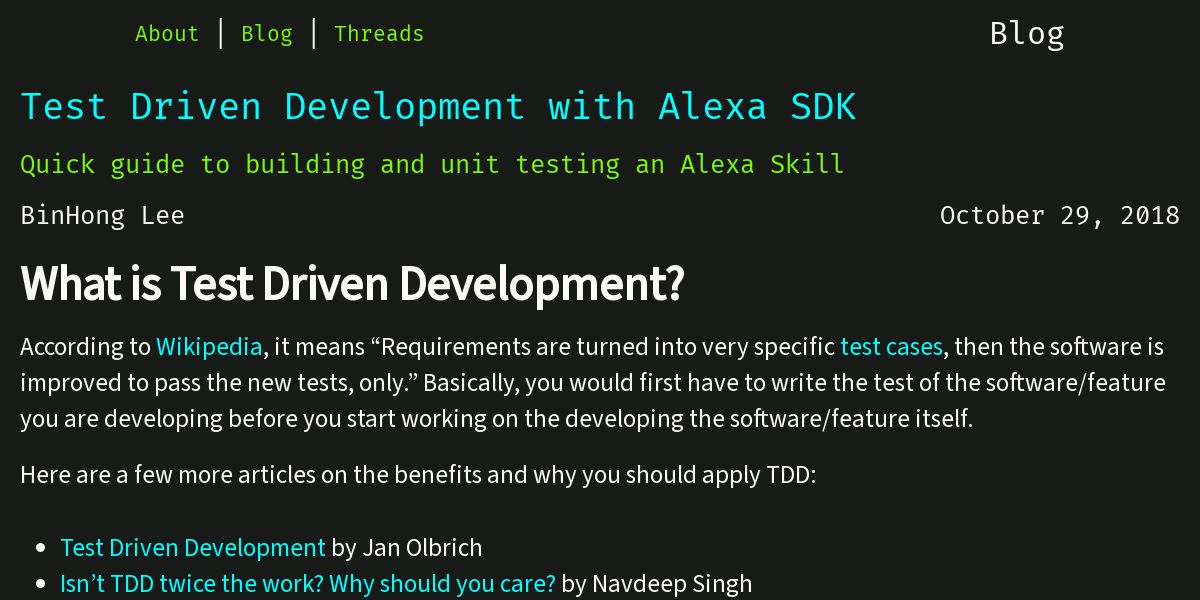 About | Blog | Threads
Blog
Test Driven Development with Alexa SDK
Quick guide to building and unit testing an Alexa Skill
BinHong Lee
October 29, 2018
What is Test Driven Development?
According to Wikipedia, it means “Requirements are turned into very specific test cases, then the software is
improved to pass the new tests, only.” Basically, you would first have to write the test of the software/feature
you are developing before you start working on the developing the software/feature itself.
Here are a few more articles on the benefits and why you should apply TDD:
• Test Driven Development by Jan Olbrich
• Isn’t TDD twice the work? Why should you care? by Navdeep Singh